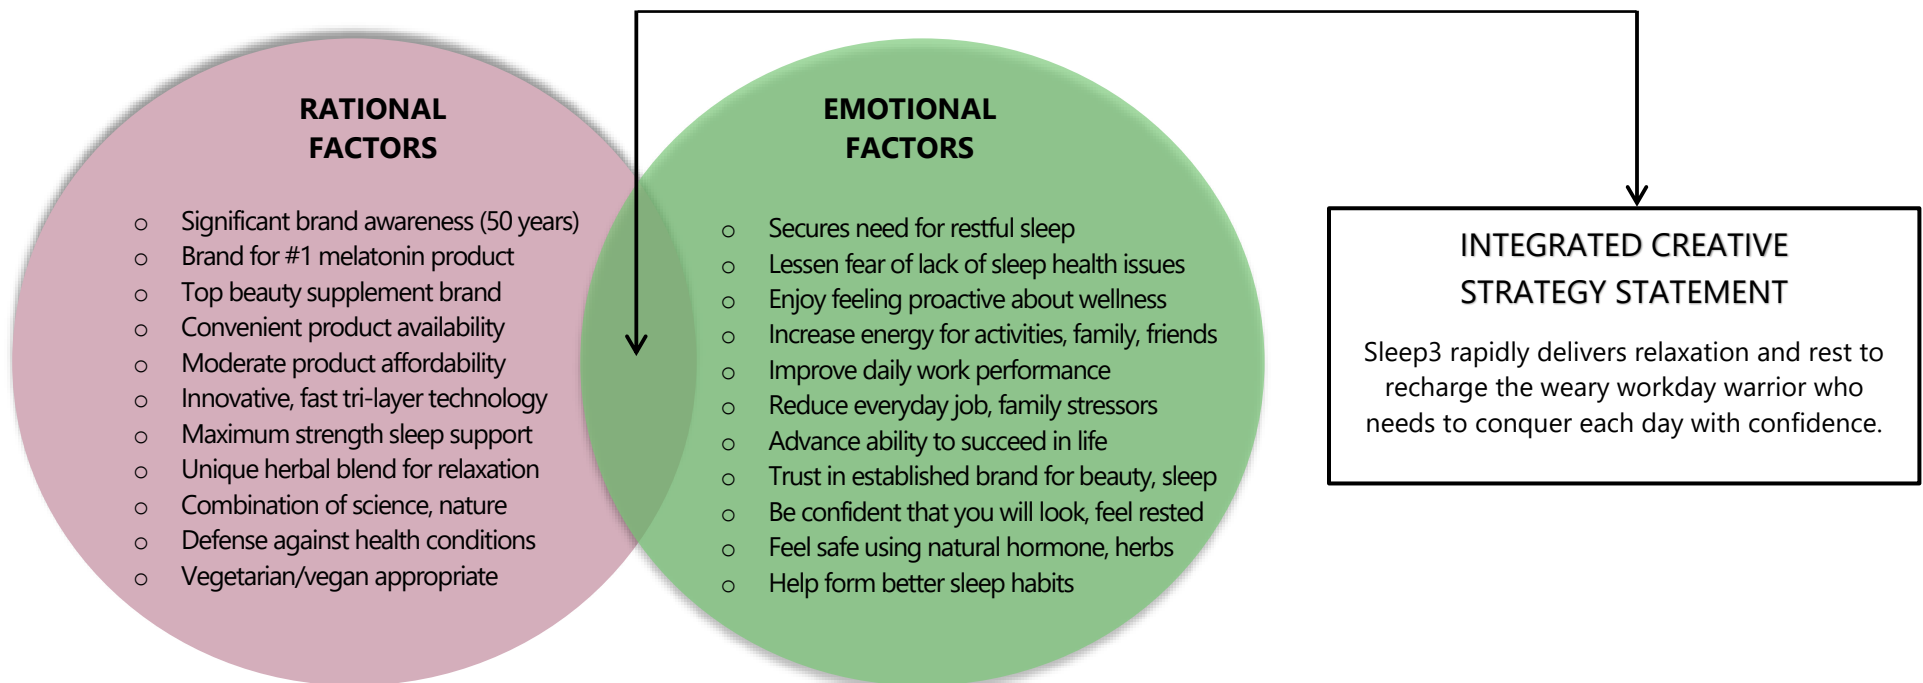 RATIONAL
FACTORS
o Significant brand awareness (50 years)
o Brand for #1 melatonin product
o Top beauty supplement brand
o Convenient product availability
o Moderate product affordability
o Innovative, fast tri-layer technology
o Maximum strength sleep support
o Unique herbal blend for relaxation
o Combination of science, nature
o Defense against health conditions
o Vegetarian/vegan appropriate
EMOTIONAL
FACTORS
o Secures need for restful sleep
o Lessen fear of lack of sleep health issues
o Enjoy feeling proactive about wellness
o Increase energy for activities, family, friends
o Improve daily work performance
o Reduce everyday job, family stressors
o Advance ability to succeed in life
o Trust in established brand for beauty, sleep
o Be confident that you will look, feel rested
o Feel safe using natural hormone, herbs
o Help form better sleep habits
INTEGRATED CREATIVE
STRATEGY STATEMENT
Sleep3 rapidly delivers relaxation and rest to
recharge the weary workday warrior who
needs to conquer each day with confidence.